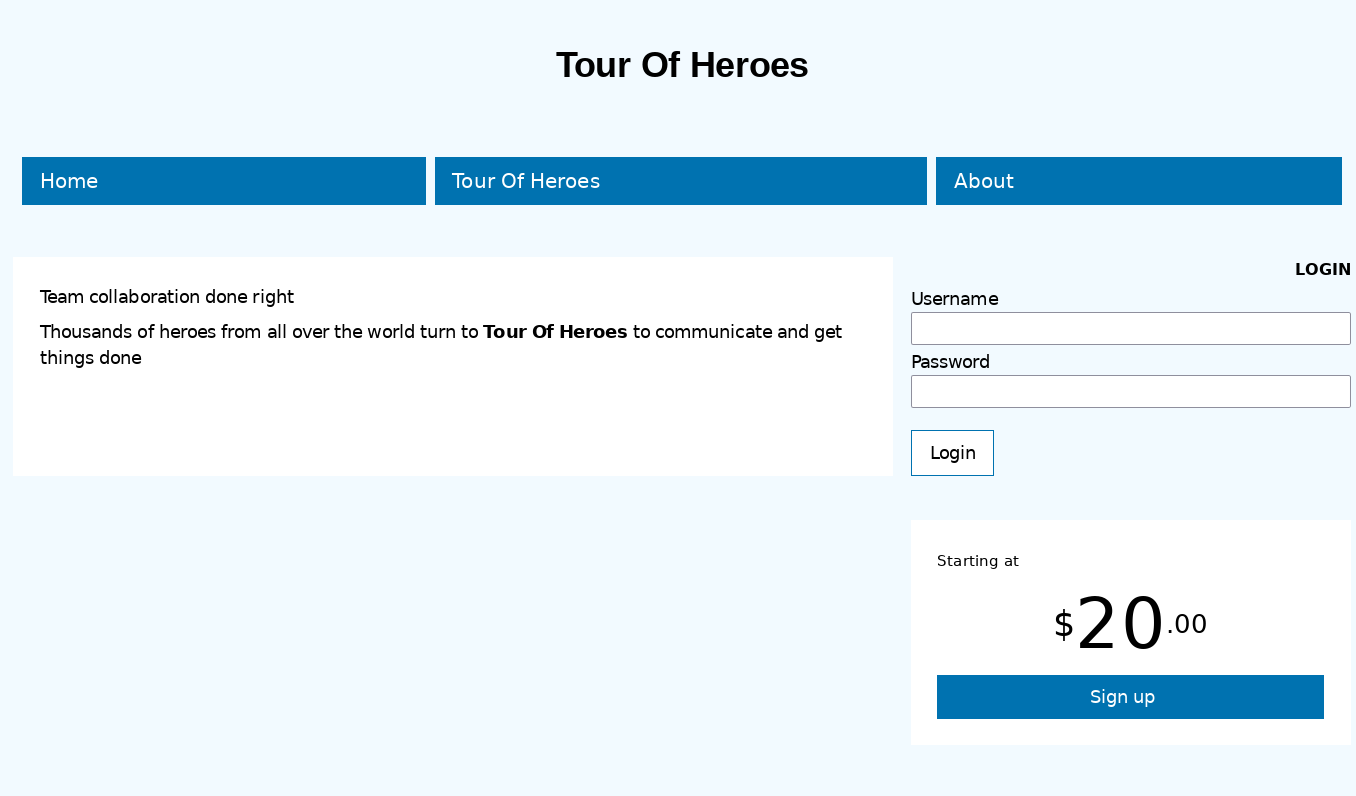 Tour Of Heroes
Home
Tour Of Heroes
About
Team collaboration done right
Thousands of heroes from all over the world turn to Tour Of Heroes to communicate and get
things done
LOGIN
Username
Password
Login
Starting at
$20.00
Sign up